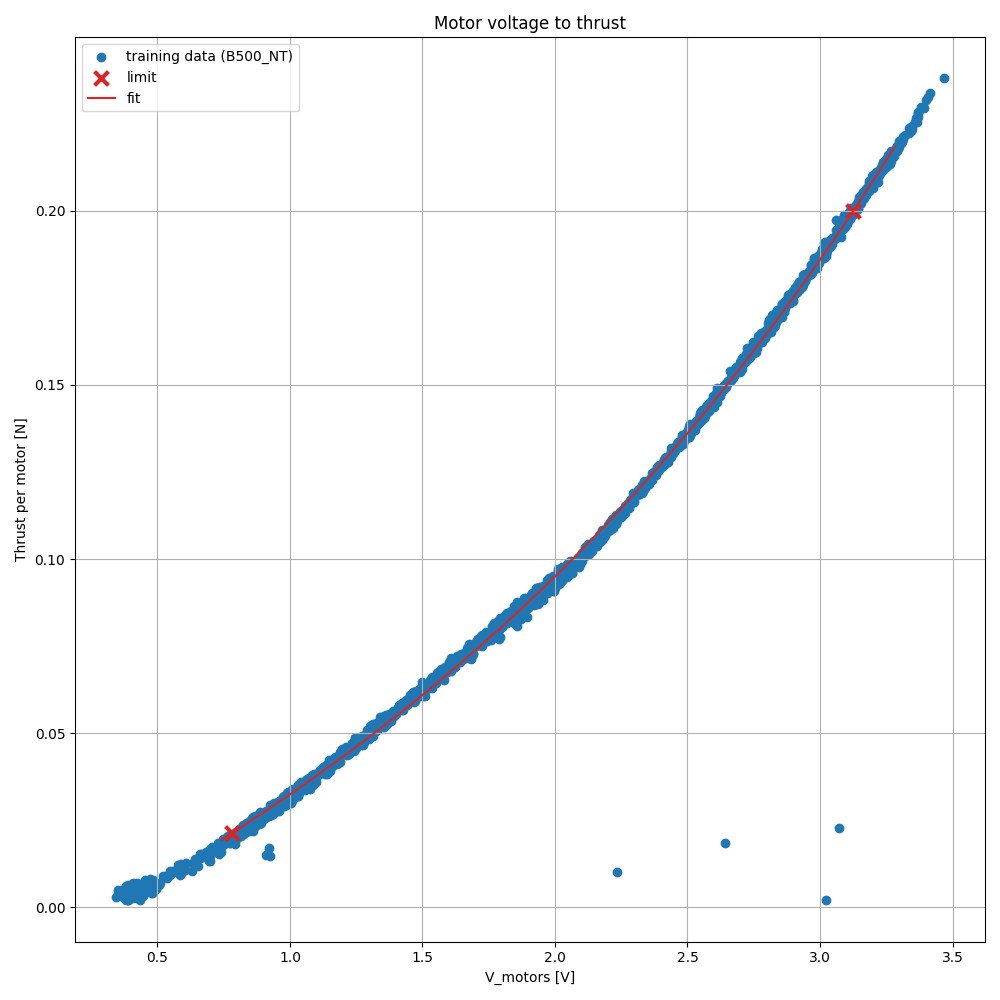 Motor voltage to thrust
training data (B500_NT)
limit
fit
Thrust per motor [N]
0.20
0.15
0.10
0.05
0.00
0.5 1.0 1.5 2.0 2.5 3.0 3.5
V_motors [V]